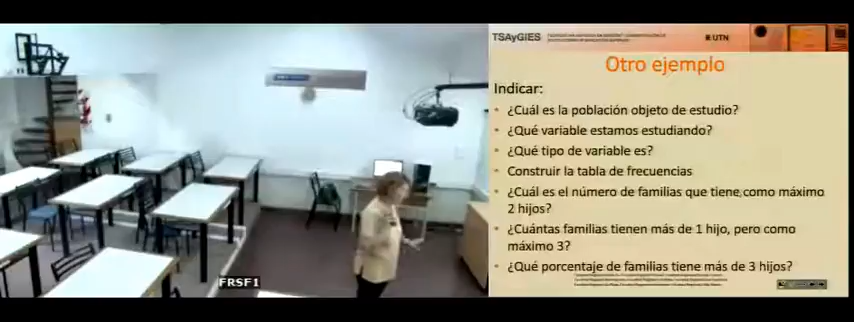 TSAyGIES
UTN
Otro ejemplo
Indicar:
¿Cuál es la población objeto de estudio?
¿Qué variable estamos estudiando?
¿Qué tipo de variable es?
Construir la tabla de frecuencias
¿Cuál es el número de familias que tiene,como máximo
2 hijos?
¿Cuántas familias tienen más de 1 hijo, pero como
máximo 3?
¿Qué porcentaje de familias tiene más de 3 hijos?
FRSF1